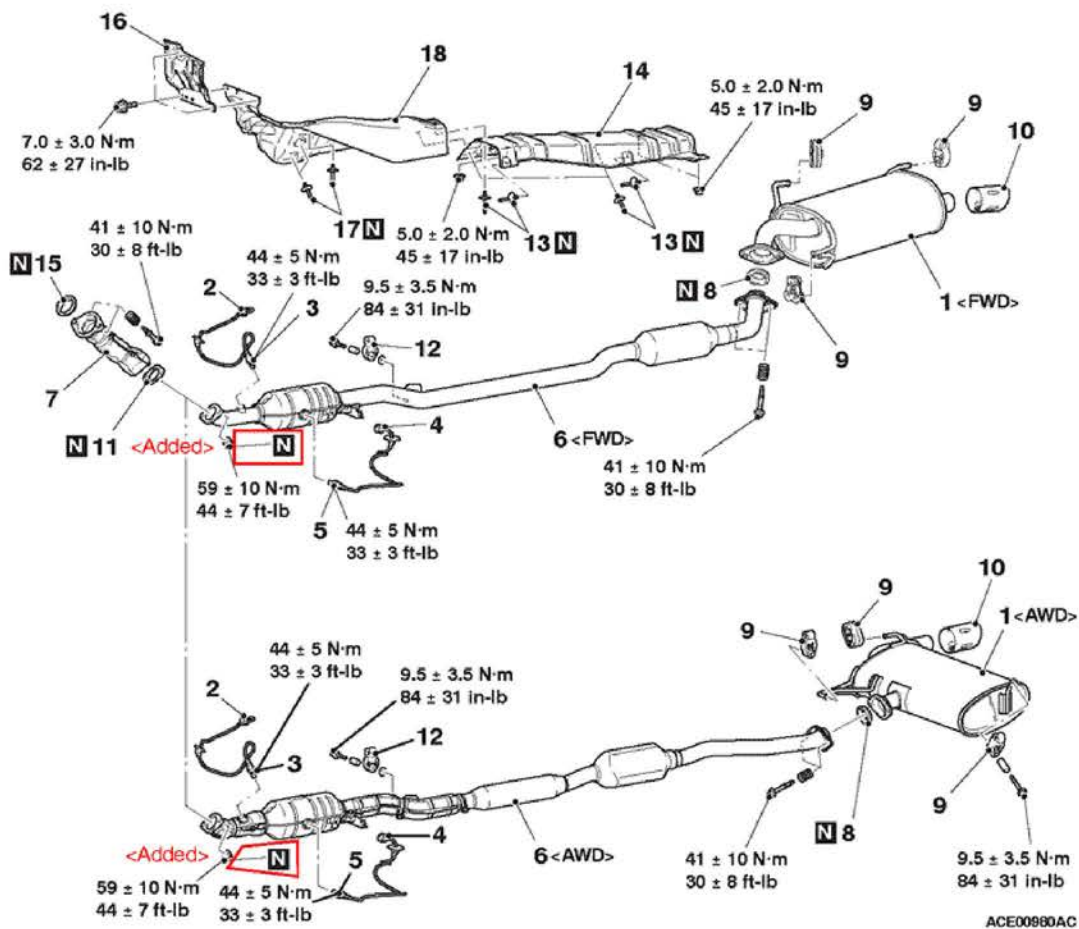 16
18
14
5.0 ± 2.0 N·m
45 ± 17 in-lb
9
9
10
7.0 ± 3.0 N·m
62 ± 27 in-lb
17 N
5.0 ± 2.0 N·m
45 ± 17 in-lb
13 N
13 N
41 ± 10 N·m
30 ± 8 ft-lb
44 ± 5 N·m
33 ± 3 ft-lb
N 15
2
3
9.5 ± 3.5 N·m
84 ± 31 in-lb
12
N 8
1 <FWD>
9
7
4
6 <FWD>
N 11
<Added>
N
41 ± 10 N·m
30 ± 8 ft-lb
59 ± 10 N·m
44 ± 7 ft-lb
5
44 ± 5 N·m
33 ± 3 ft-lb
10
9
9
1 <AWD>
44 ± 5 N·m
33 ± 3 ft-lb
9.5 ± 3.5 N·m
84 ± 31 in-lb
2
3
12
9
4
N 8
<Added>
N
6 <AWD>
5
59 ± 10 N·m
44 ± 7 ft-lb
44 ± 5 N·m
33 ± 3 ft-lb
41 ± 10 N·m
30 ± 8 ft-lb
9.5 ± 3.5 N·m
84 ± 31 in-lb
ACE00980AC